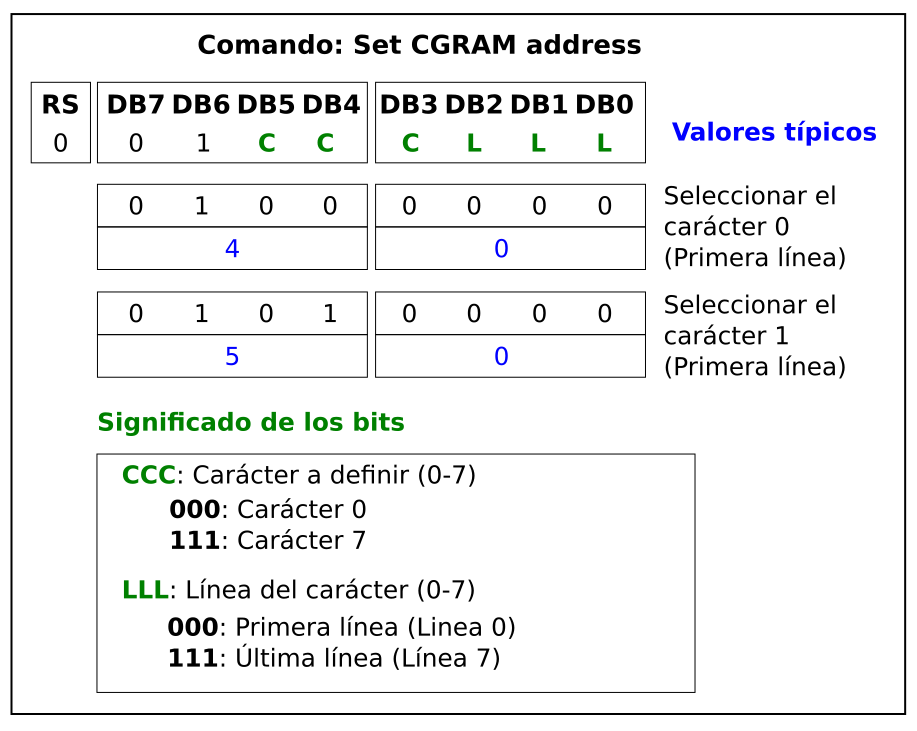 Comando: Set CGRAM address
RS DB7 DB6 DB5 DB4 DB3 DB2 DB1 DB0
0 0 1 C C C L L L
Valores típicos
0 1 0 0 0 0 0 0
4 0
Seleccionar el
carácter 0
(Primera línea)
0 1 0 1 0 0 0 0
5 0
Seleccionar el
carácter 1
(Primera línea)
Significado de los bits
CCC: Carácter a definir (0-7)
000: Carácter 0
111: Carácter 7
LLL: Línea del carácter (0-7)
000: Primera línea (Linea 0)
111: Última línea (Línea 7)